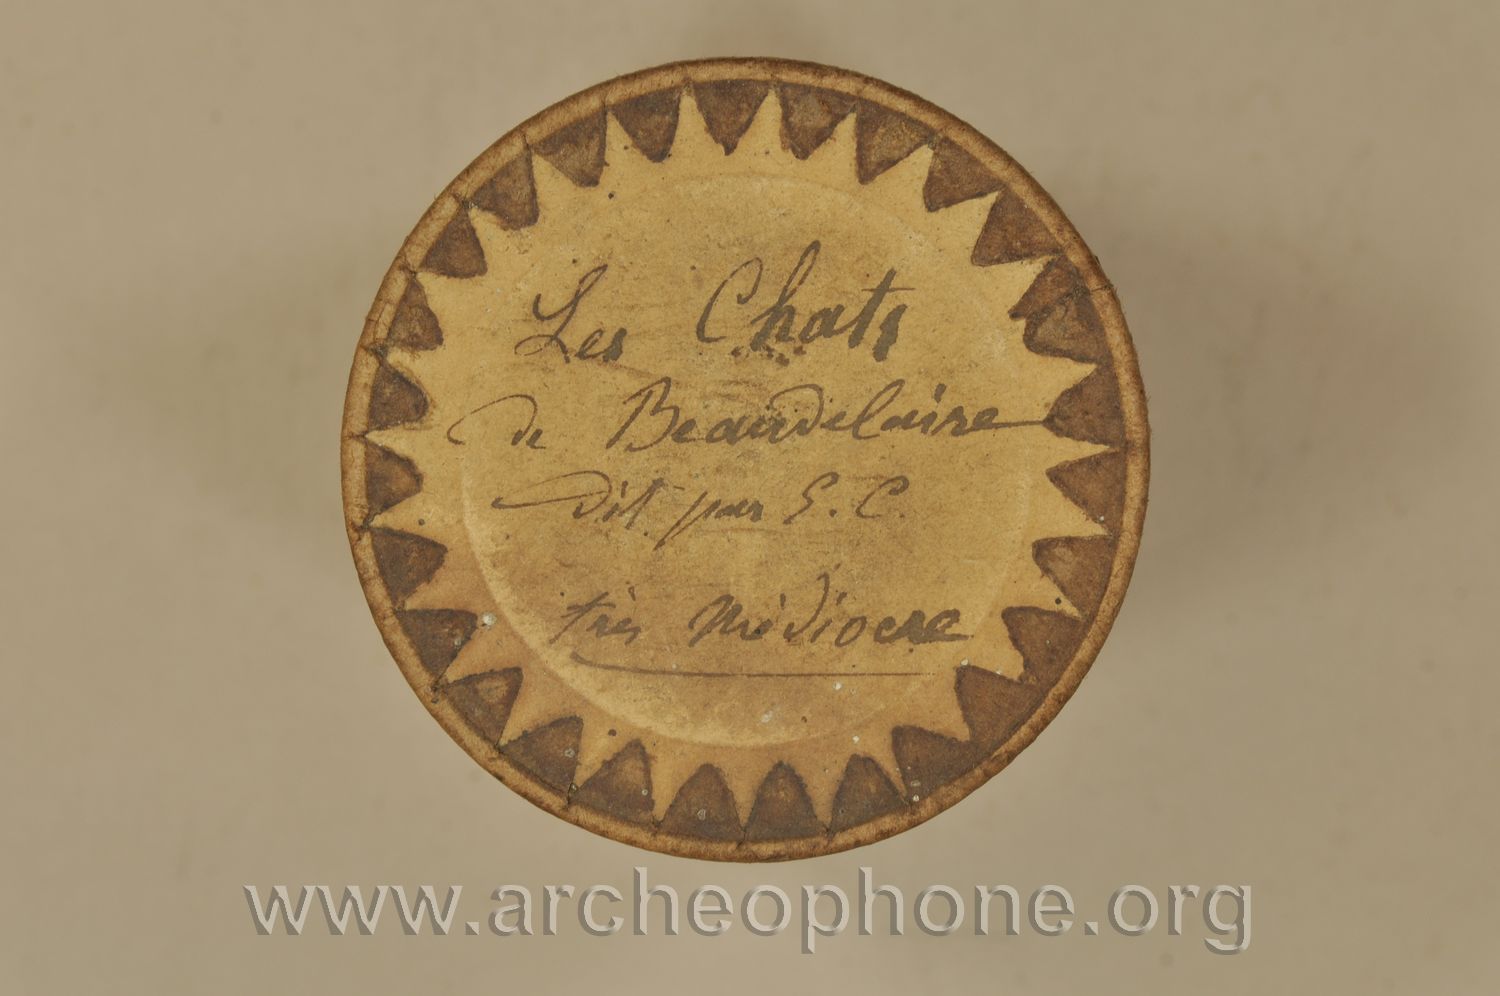 Les Chats
de Beaudelaire
dit par S. C.
très médiocre
www.archeophone.org